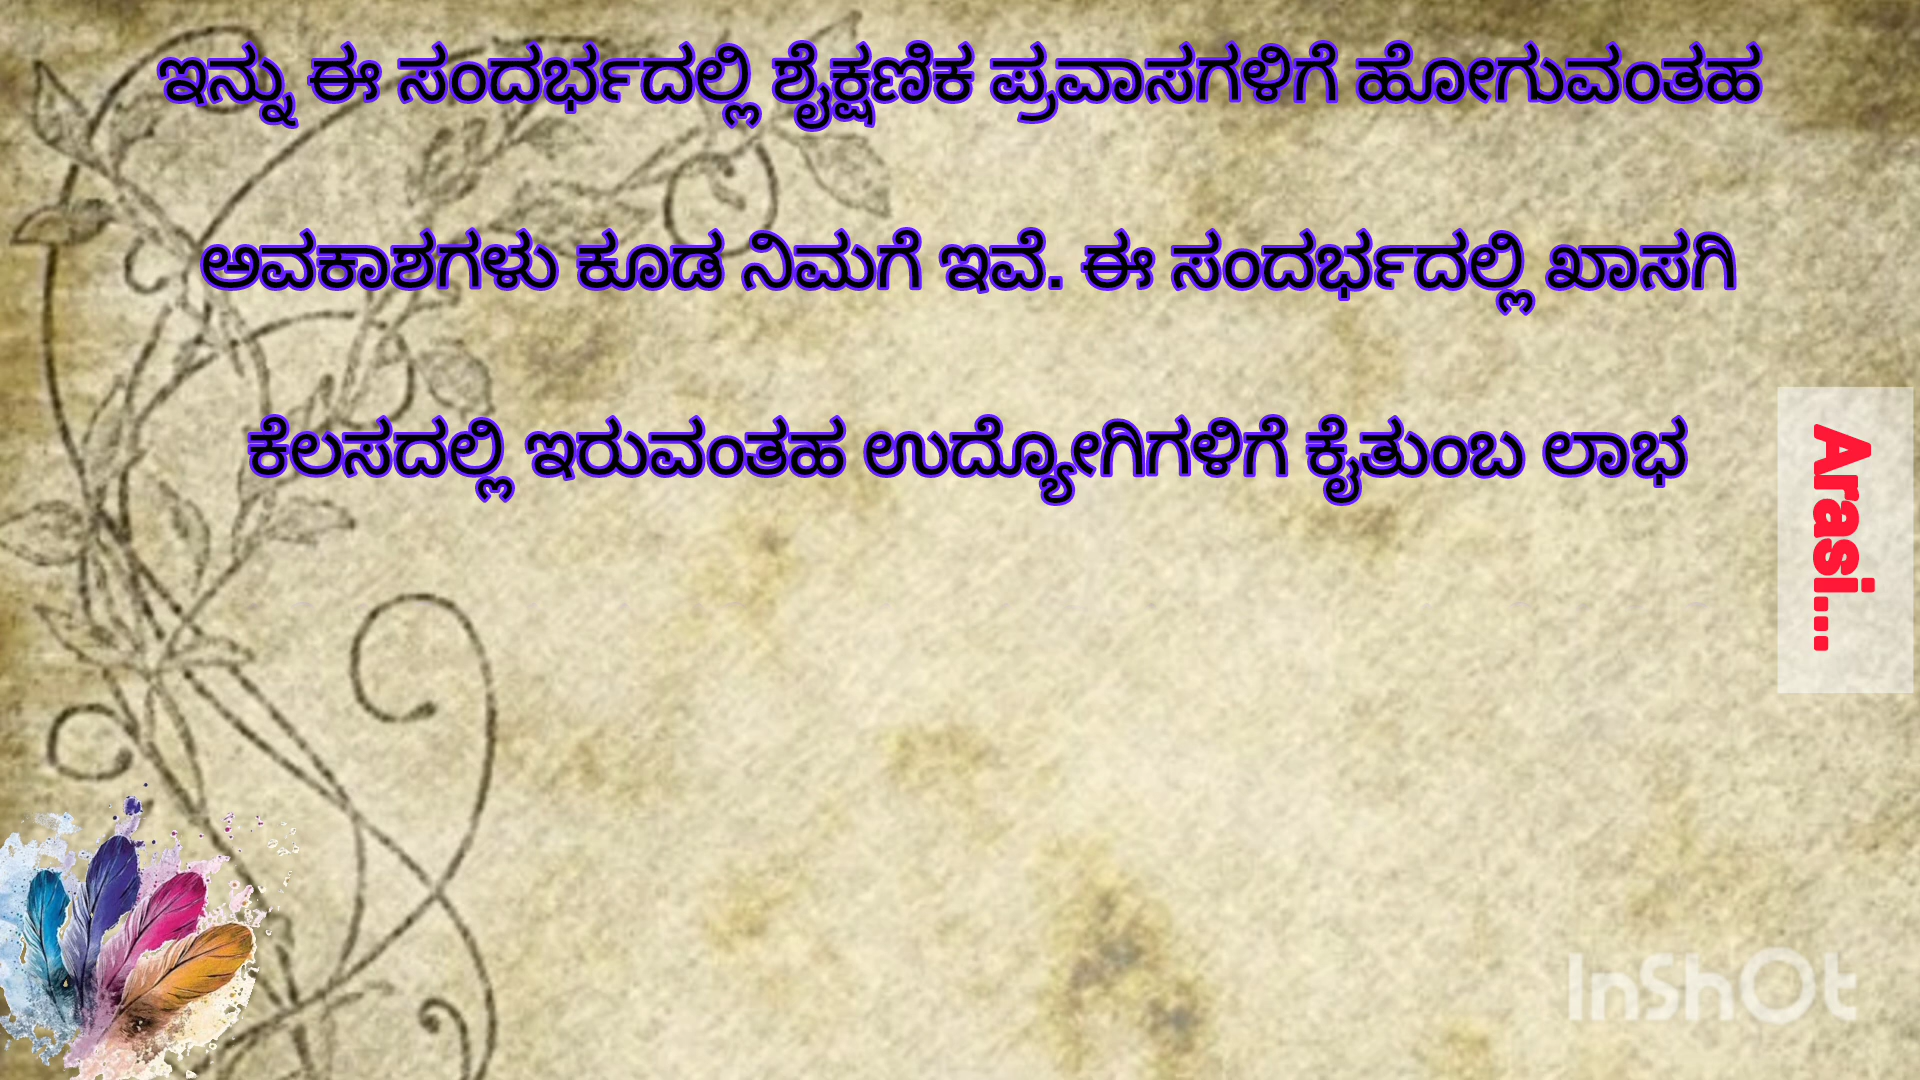 ಇನ್ನು ಈ ಸಂದರ್ಭದಲ್ಲಿ ಶೈಕ್ಷಣಿಕ ಪ್ರವಾಸಗಳಿಗೆ ಹೋಗುವಂತಹ
ಅವಕಾಶಗಳು ಕೂಡ ನಿಮಗೆ ಇವೆ. ಈ ಸಂದರ್ಭದಲ್ಲಿ ಖಾಸಗಿ
ಕೆಲಸದಲ್ಲಿ ಇರುವಂತಹ ಉದ್ಯೋಗಿಗಳಿಗೆ ಕೈತುಂಬ ಲಾಭ
Arasi...
InShOt